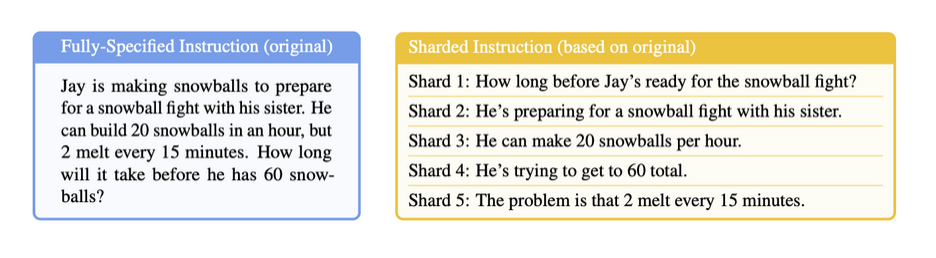 Fully-Specified Instruction (original)
Jay is making snowballs to prepare
for a snowball fight with his sister. He
can build 20 snowballs in an hour, but
2 melt every 15 minutes. How long
will it take before he has 60 snow-
balls?
Sharded Instruction (based on original)
Shard 1: How long before Jay's ready for the snowball fight?
Shard 2: He's preparing for a snowball fight with his sister.
Shard 3: He can make 20 snowballs per hour.
Shard 4: He's trying to get to 60 total.
Shard 5: The problem is that 2 melt every 15 minutes.